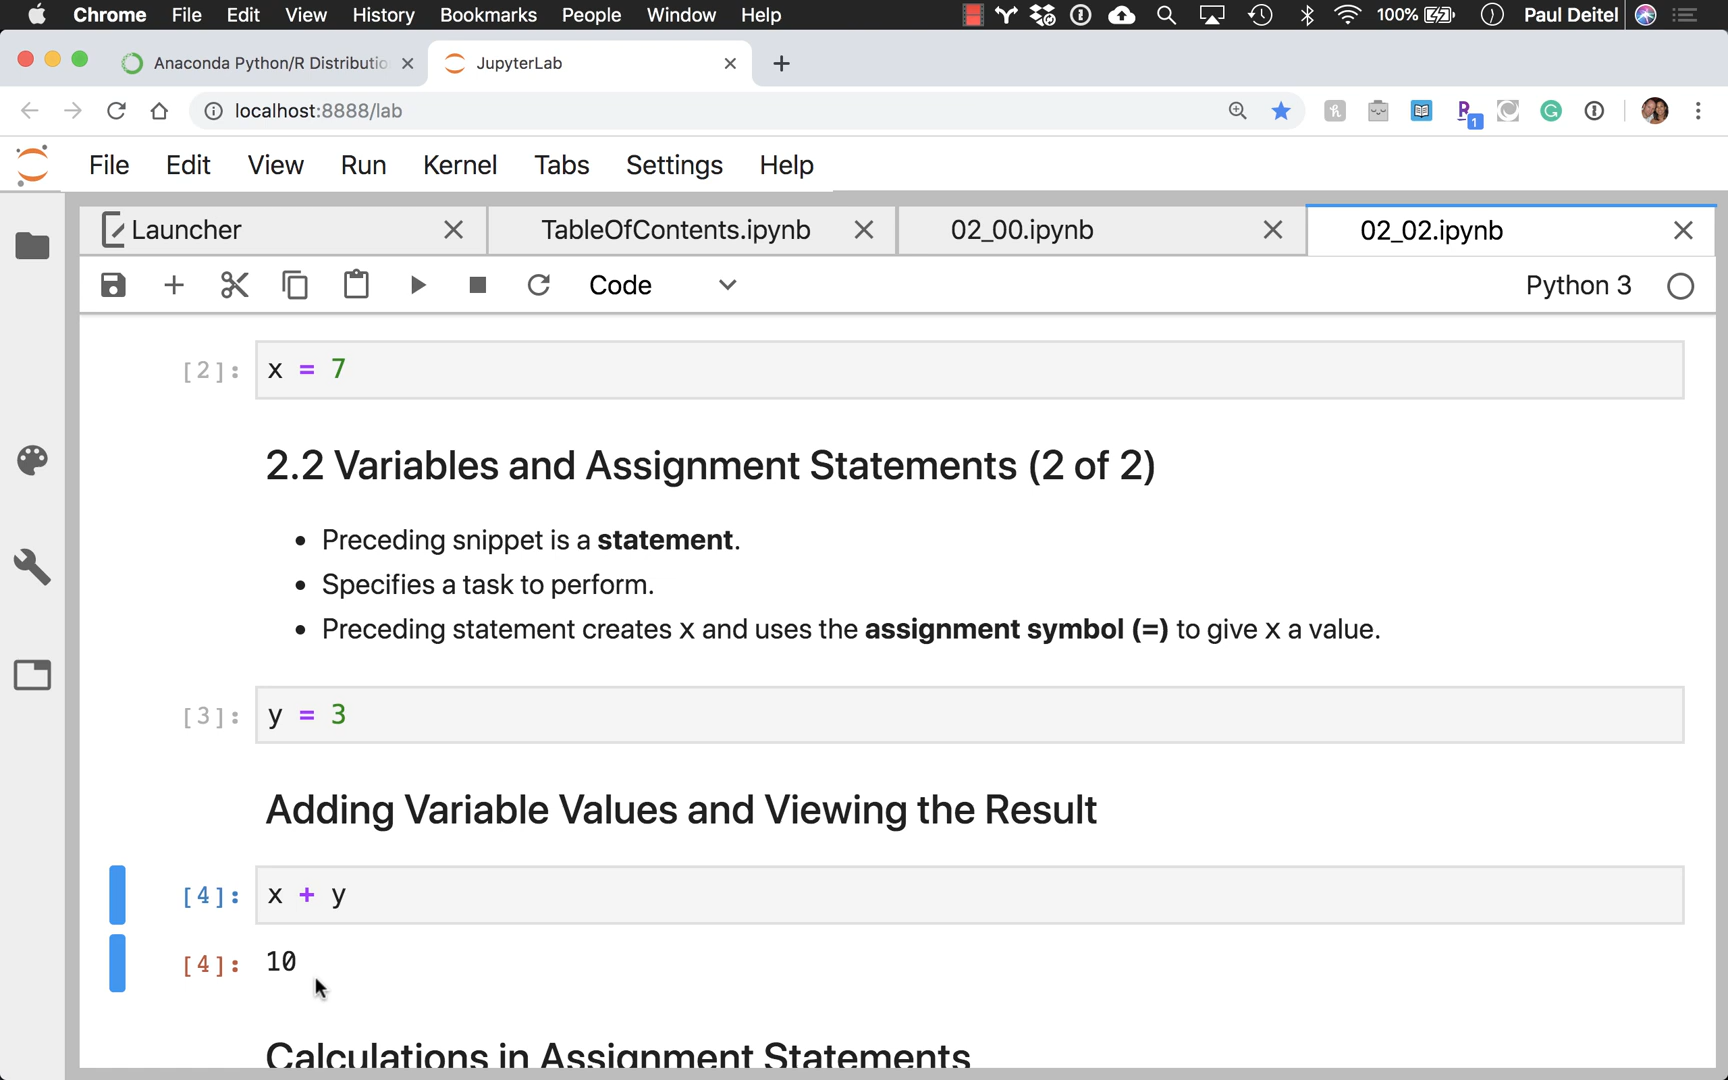 Chrome File Edit View History Bookmarks People Window Help 100% Paul Deitel
Anaconda Python/R Distributio JupyterLab
localhost:8888/lab
1
File Edit View Run Kernel Tabs Settings Help
Launcher TableOfContents.ipynb 02_00.ipynb 02_02.ipynb
Code Python 3
[2]: x = 7
2.2 Variables and Assignment Statements (2 of 2)
• Preceding snippet is a statement.
• Specifies a task to perform.
• Preceding statement creates x and uses the assignment symbol (=) to give x a value.
[3]: y = 3
Adding Variable Values and Viewing the Result
[4]: x + y
[4]: 10
Calculations in Assignment Statements